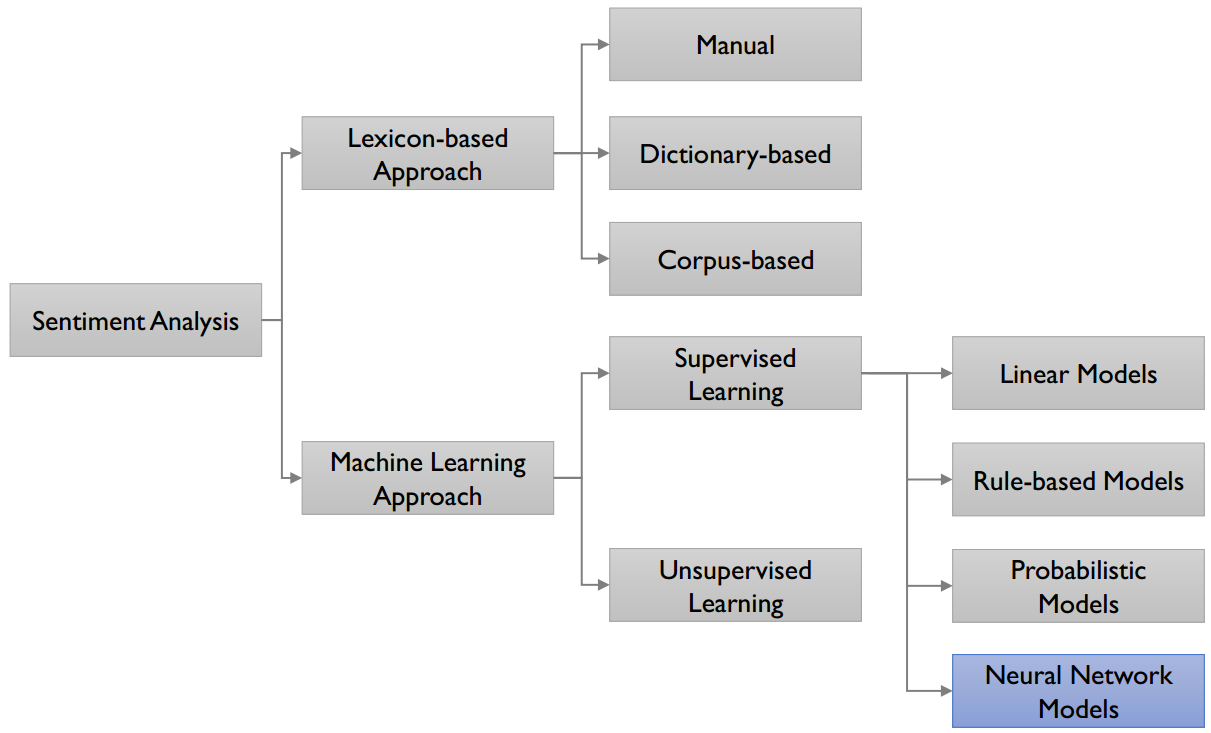 Manual
Lexicon-based
Approach
Dictionary-based
Corpus-based
Sentiment Analysis
Supervised
Learning
Linear Models
Machine Learning
Approach
Rule-based Models
Unsupervised
Learning
Probabilistic
Models
Neural Network
Models